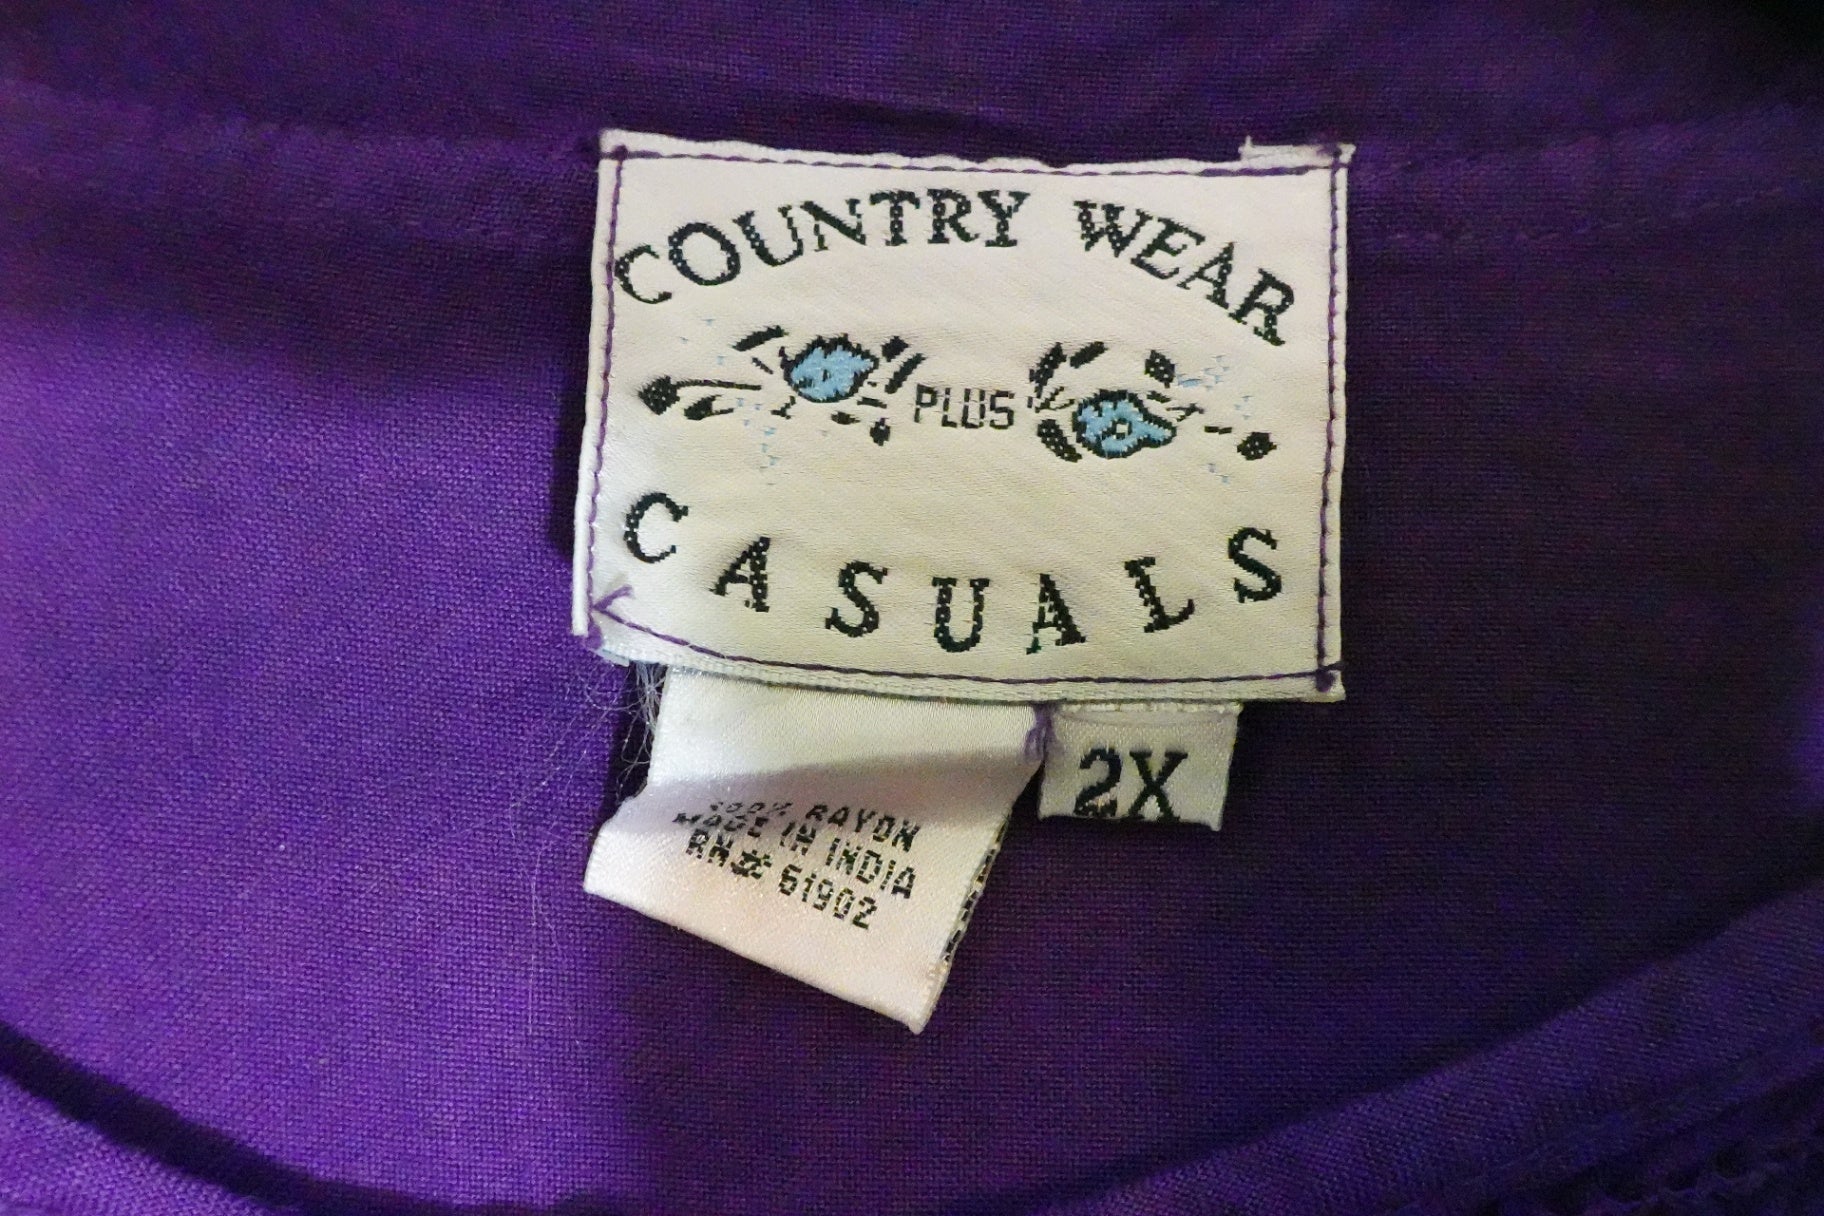 COUNTRY WEAR
PLUS
CASUALS
2X
100% RAYON
MADE IN INDIA
RN# 61902